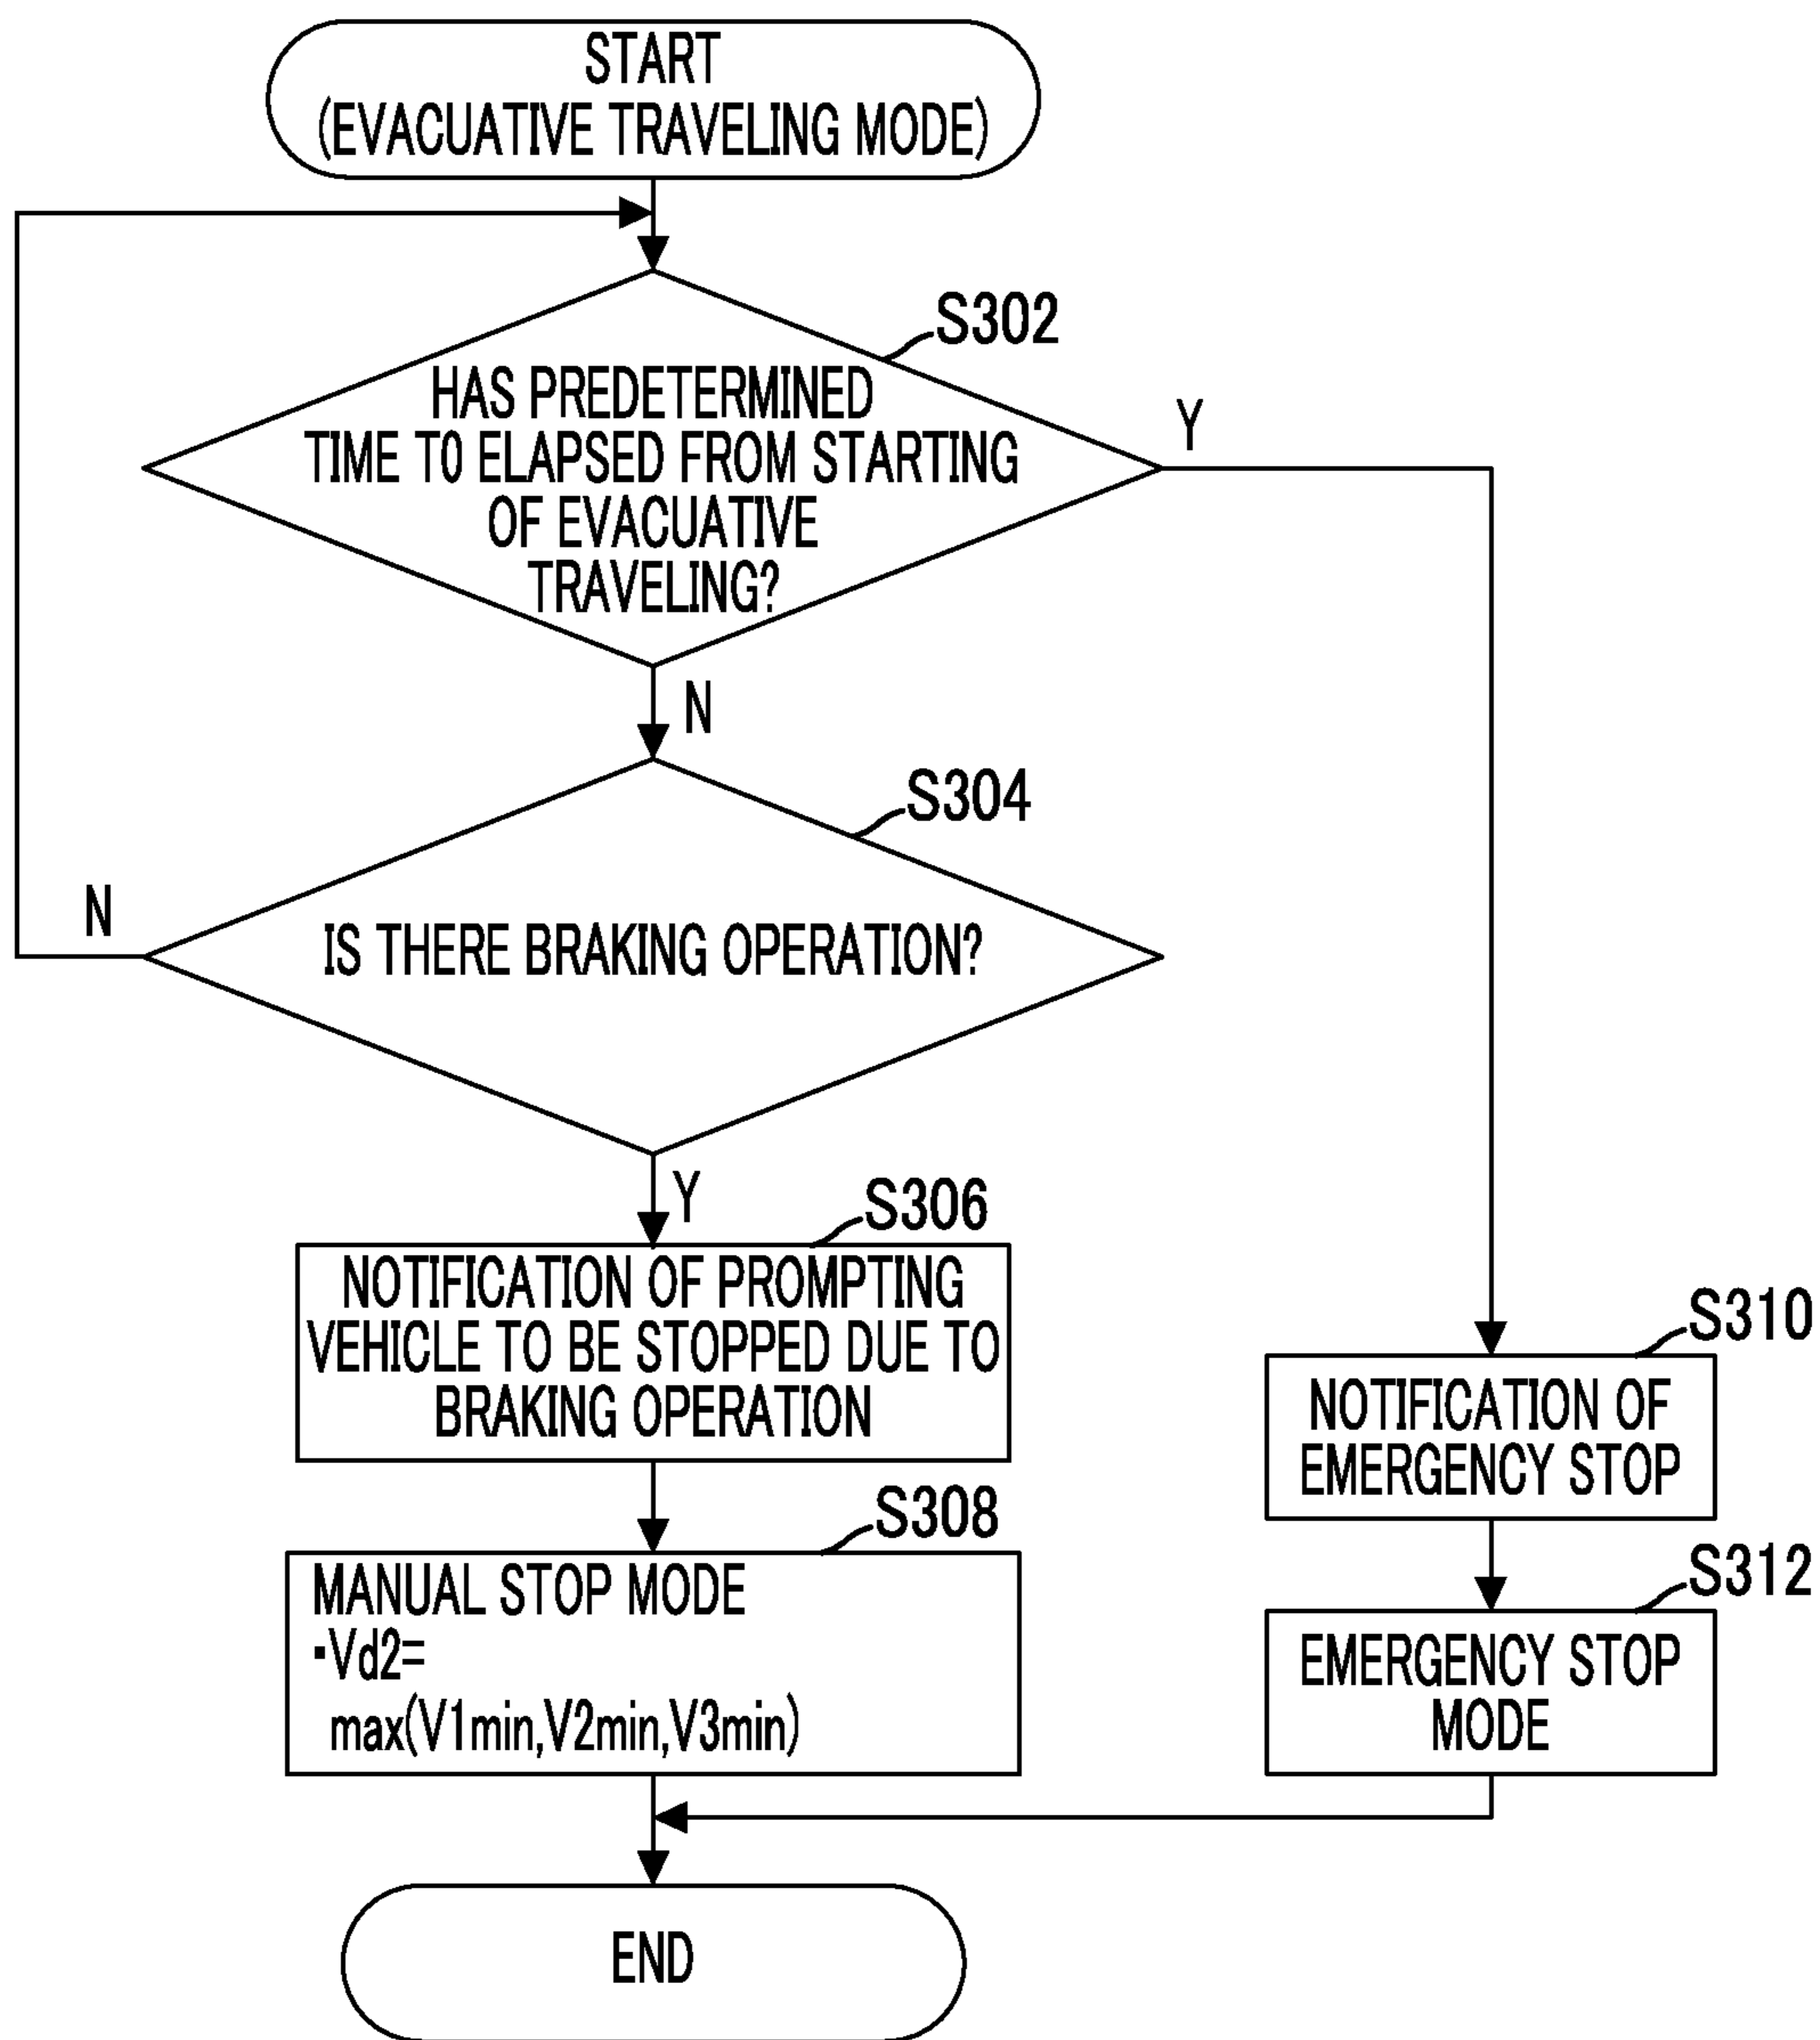 START
(EVACUATIVE TRAVELING MODE)
S302
HAS PREDETERMINED
TIME T0 ELAPSED FROM STARTING
OF EVACUATIVE
TRAVELING?
Y
N
S304
IS THERE BRAKING OPERATION?
N
Y
S306
NOTIFICATION OF PROMPTING
VEHICLE TO BE STOPPED DUE TO
BRAKING OPERATION
S308
MANUAL STOP MODE
▪Vd2=
max(V1min,V2min,V3min)
S310
NOTIFICATION OF
EMERGENCY STOP
S312
EMERGENCY STOP
MODE
END